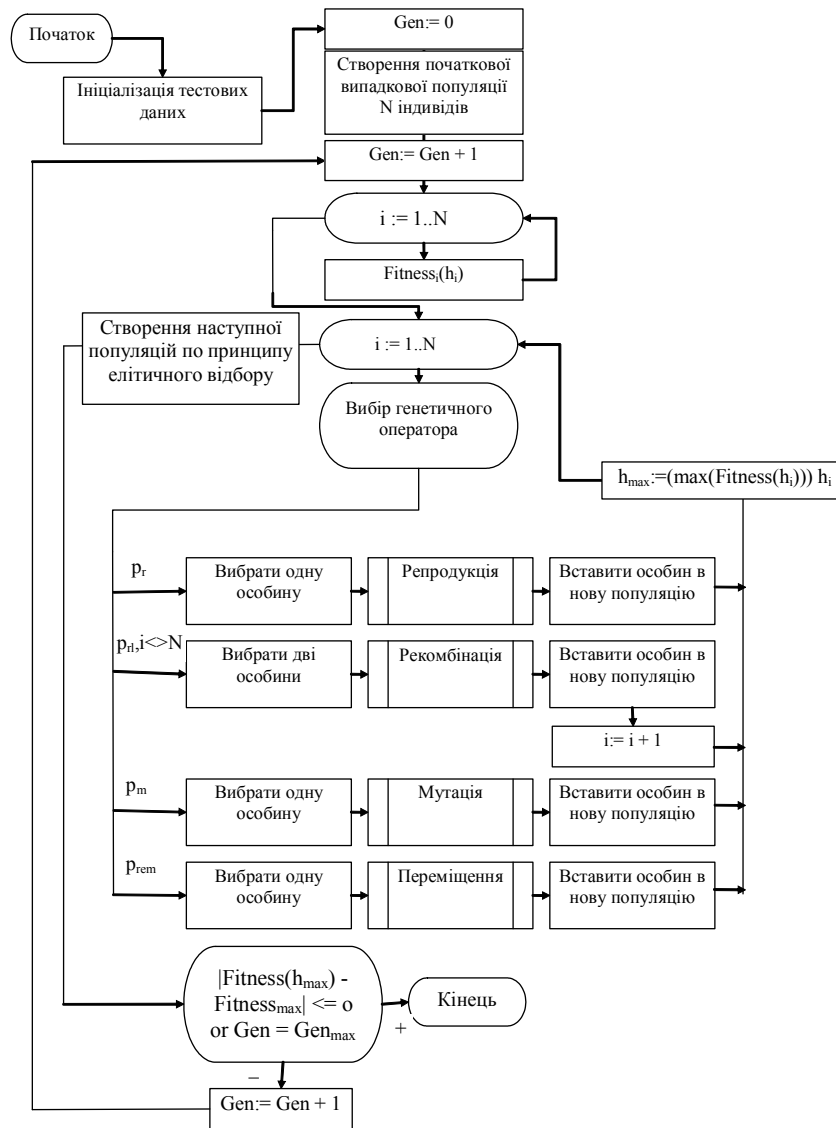 Початок
Gen:= 0
Створення початкової
випадкової популяції
N індивідів
Ініціалізація тестових
даних
Gen:= Gen + 1
i := 1..N
Fitnessᵢ(hᵢ)
Створення наступної
популяцій по принципу
елітичного відбору
i := 1..N
Вибір генетичного
оператора
hmax:=(max(Fitness(hᵢ))) hᵢ
pr
Вибрати одну
особину
Репродукція
Вставити особин в
нову популяцію
prl,i<>N
Вибрати дві
особини
Рекомбінація
Вставити особин в
нову популяцію
i:= i + 1
pm
Вибрати одну
особину
Мутація
Вставити особин в
нову популяцію
prem
Вибрати одну
особину
Переміщення
Вставити особин в
нову популяцію
|Fitness(hmax) -
Fitnessmax| <= o
or Gen = Genmax
Кінець
+
–
Gen:= Gen + 1